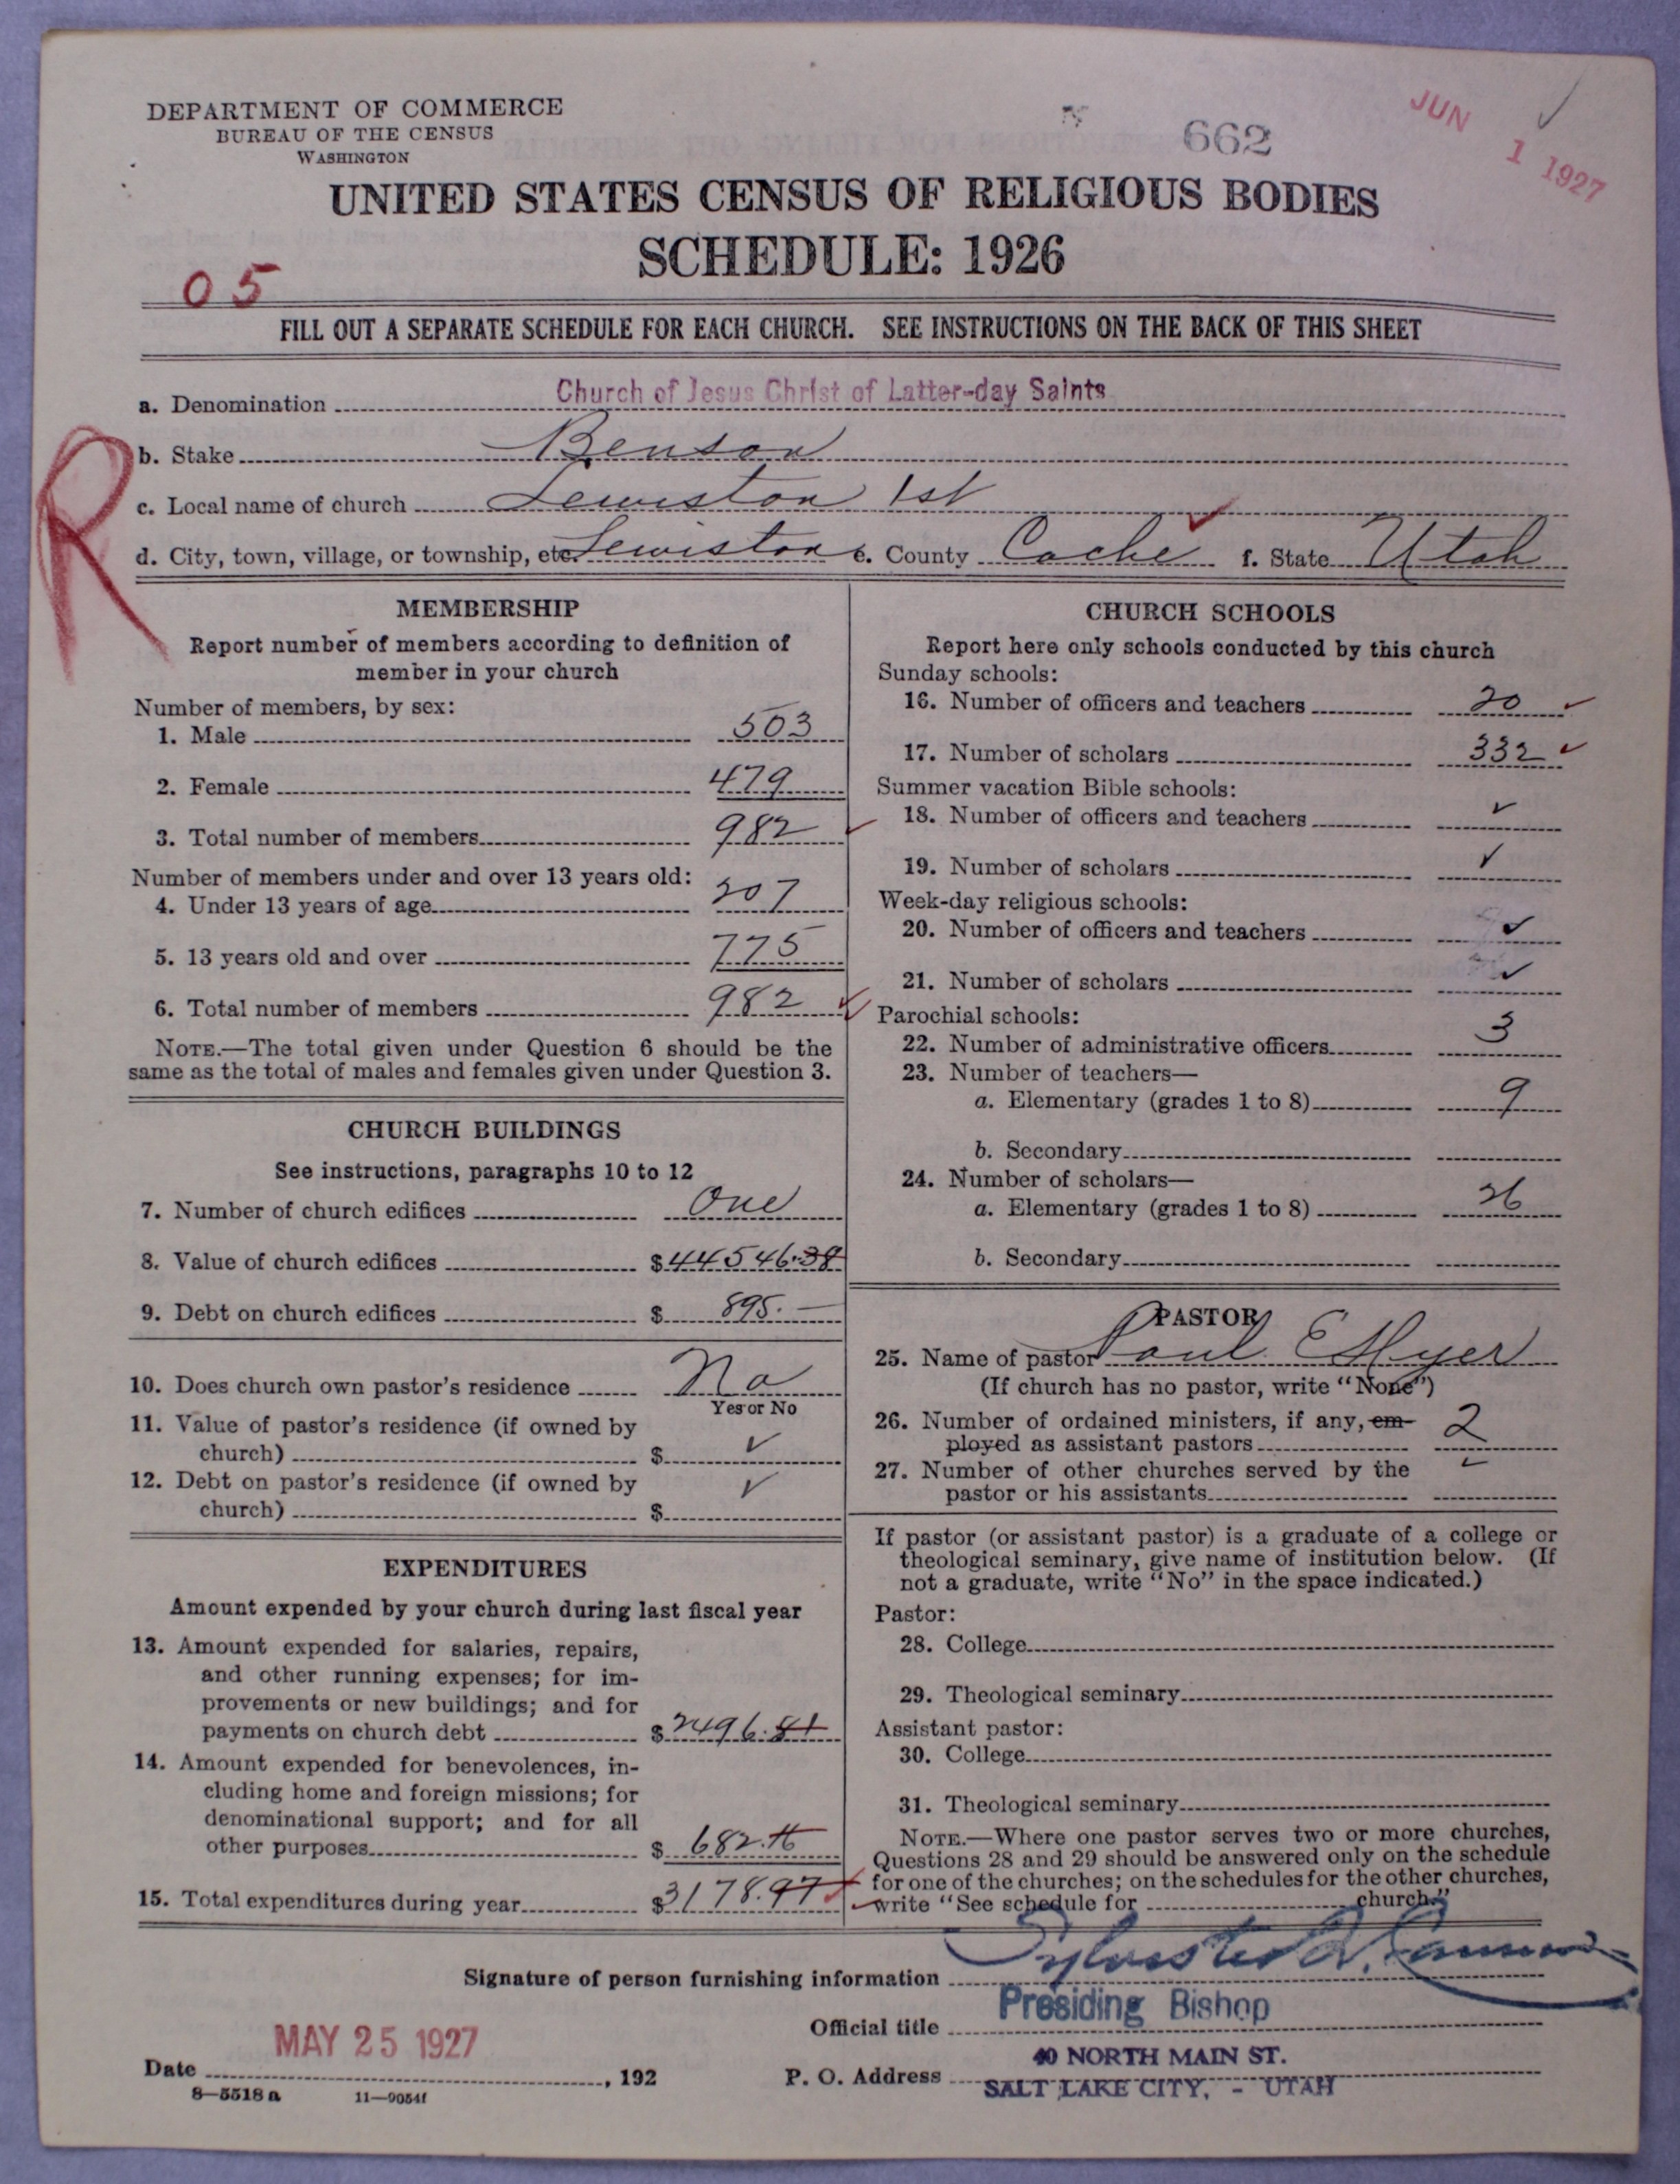 DEPARTMENT OF COMMERCE
BUREAU OF THE CENSUS
WASHINGTON
662
JUN 1 1927
UNITED STATES CENSUS OF RELIGIOUS BODIES
SCHEDULE: 1926
05
FILL OUT A SEPARATE SCHEDULE FOR EACH CHURCH. SEE INSTRUCTIONS ON THE BACK OF THIS SHEET
R
a. Denomination Church of Jesus Christ of Latter-day Saints
b. Stake Benson
c. Local name of church Lewiston 1st
d. City, town, village, or township, etc. Lewiston e. County Cache ✓ f. State Utah
MEMBERSHIP
Report number of members according to definition of
member in your church
Number of members, by sex:
1. Male 503
2. Female 479
3. Total number of members 982 ✓
Number of members under and over 13 years old:
4. Under 13 years of age 207
5. 13 years old and over 775
6. Total number of members 982 ✓
NOTE.—The total given under Question 6 should be the
same as the total of males and females given under Question 3.
CHURCH BUILDINGS
See instructions, paragraphs 10 to 12
7. Number of church edifices One
8. Value of church edifices $44546.38
9. Debt on church edifices $ 895.—
10. Does church own pastor's residence No
Yes or No
11. Value of pastor's residence (if owned by
church) $ ✓
12. Debt on pastor's residence (if owned by
church) $ ✓
EXPENDITURES
Amount expended by your church during last fiscal year
13. Amount expended for salaries, repairs,
and other running expenses; for im-
provements or new buildings; and for
payments on church debt $2496.81
14. Amount expended for benevolences, in-
cluding home and foreign missions; for
denominational support; and for all
other purposes $ 682.
15. Total expenditures during year $3178.97 ✓
CHURCH SCHOOLS
Report here only schools conducted by this church
Sunday schools:
16. Number of officers and teachers 20 ✓
17. Number of scholars 332 ✓
Summer vacation Bible schools:
18. Number of officers and teachers ✓
19. Number of scholars ✓
Week-day religious schools:
20. Number of officers and teachers ✓
21. Number of scholars ✓
Parochial schools:
22. Number of administrative officers 3
23. Number of teachers—
a. Elementary (grades 1 to 8) 9
b. Secondary
24. Number of scholars—
a. Elementary (grades 1 to 8) 26
b. Secondary
PASTOR
25. Name of pastor Paul E Hyer
(If church has no pastor, write "None")
26. Number of ordained ministers, if any, em-
ployed as assistant pastors 2
27. Number of other churches served by the
pastor or his assistants ✓
If pastor (or assistant pastor) is a graduate of a college or
theological seminary, give name of institution below. (If
not a graduate, write "No" in the space indicated.)
Pastor:
28. College
29. Theological seminary
Assistant pastor:
30. College
31. Theological seminary
NOTE.—Where one pastor serves two or more churches,
Questions 28 and 29 should be answered only on the schedule
for one of the churches; on the schedules for the other churches,
write "See schedule for church."
Signature of person furnishing information Sylvester Q. Cannon
Official title Presiding Bishop
Date MAY 25 1927, 192
P. O. Address 40 NORTH MAIN ST.
SALT LAKE CITY, - UTAH
8—5518 a 11—9054f